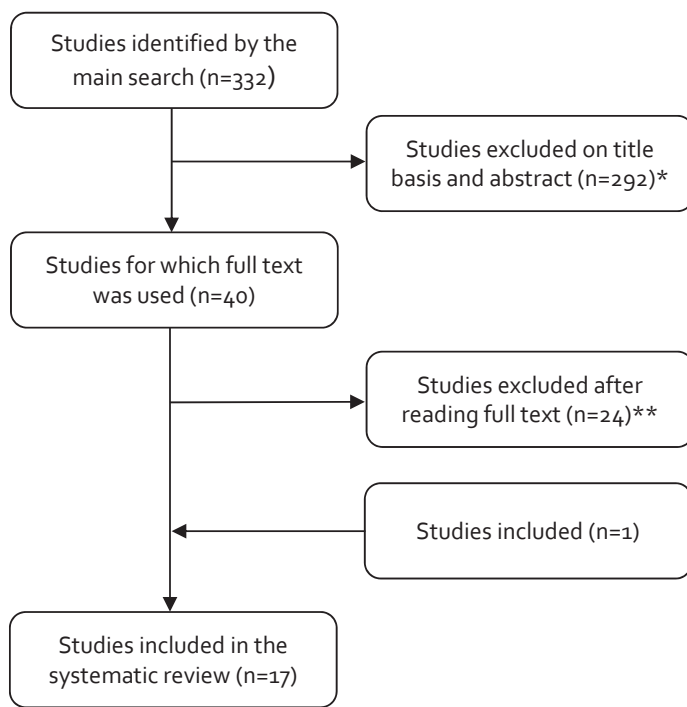 Studies identified by the
main search (n=332)
Studies excluded on title
basis and abstract (n=292)*
Studies for which full text
was used (n=40)
Studies excluded after
reading full text (n=24)**
Studies included (n=1)
Studies included in the
systematic review (n=17)